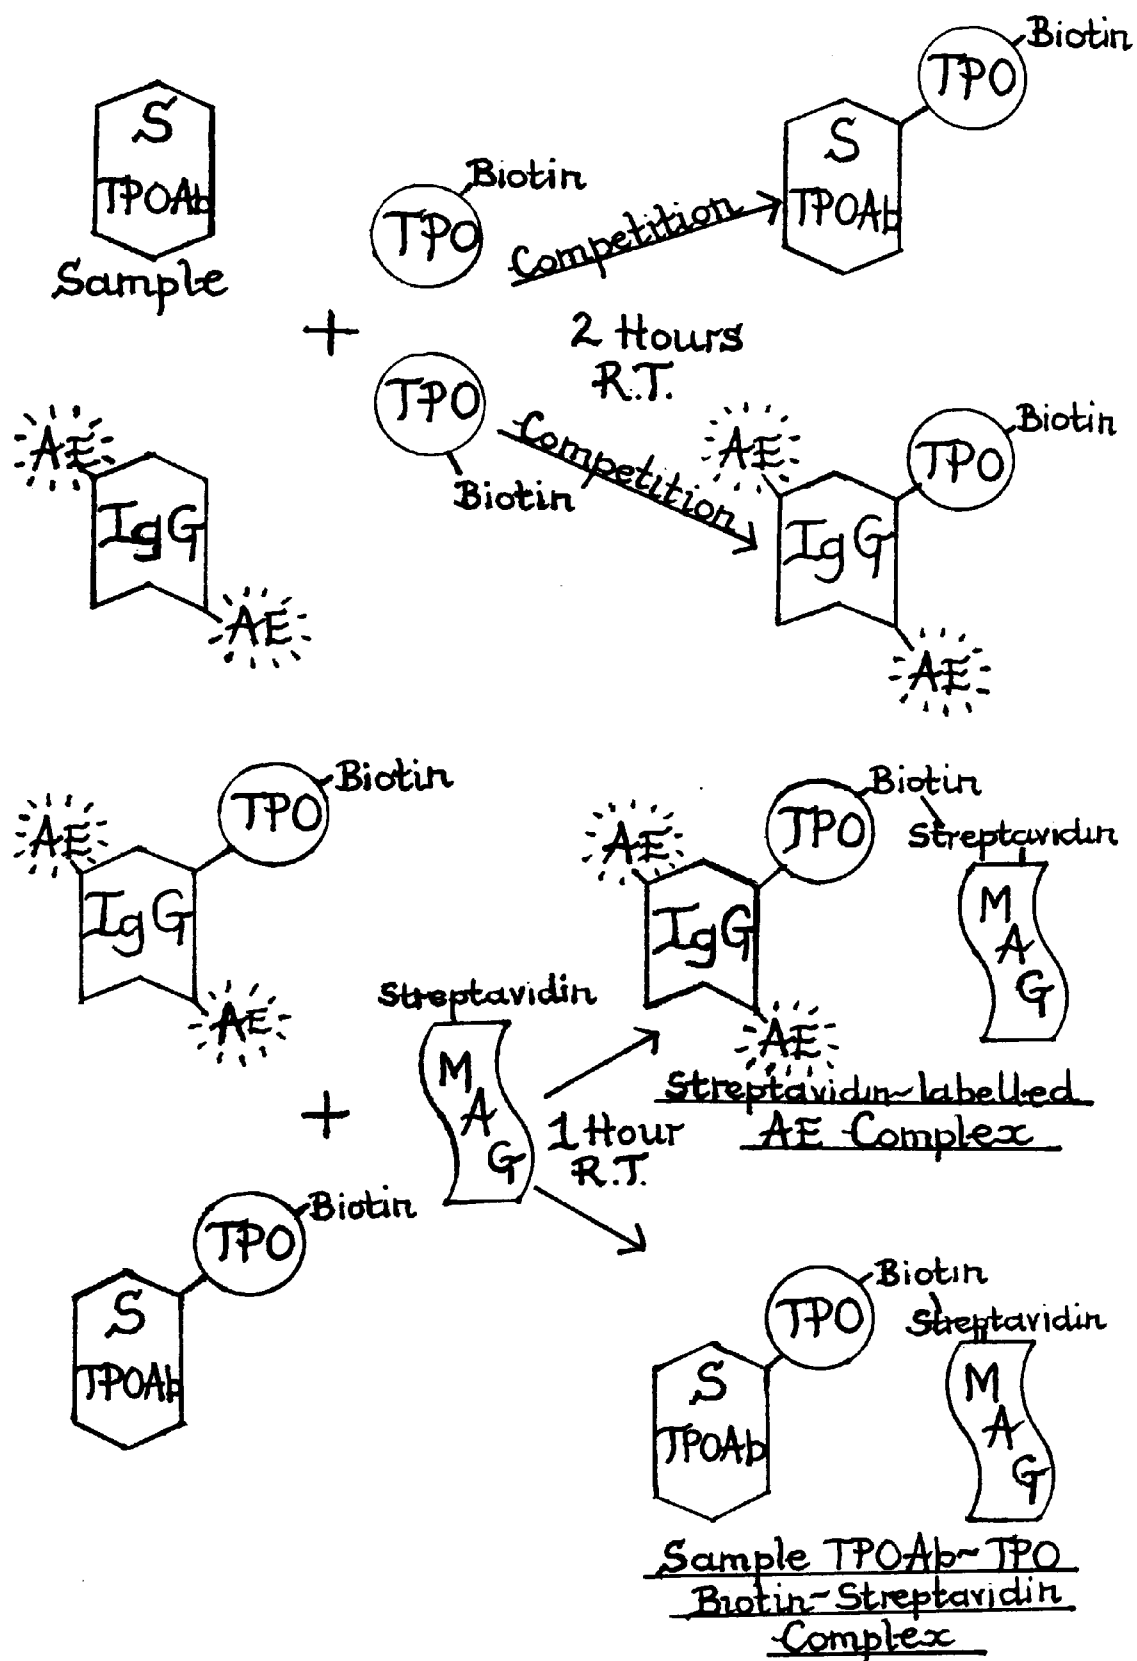 Biotin
TPO
S
TPOAb
Sample
Biotin
TPO
Competition
S
TPOAb
+
2 Hours
R.T.
TPO
Biotin
Competition
AE
IgG
AE
AE
TPO
Biotin
IgG
AE
AE
TPO
Biotin
IgG
AE
+
Streptavidin
M
A
G
1 Hour
R.T.
AE
TPO
Biotin
Streptavidin
IgG
M
A
G
AE
Streptavidin-labelled
AE Complex
TPO
Biotin
S
TPOAb
TPO
Biotin
Streptavidin
S
TPOAb
M
A
G
Sample TPOAb-TPO
Biotin-Streptavidin
Complex